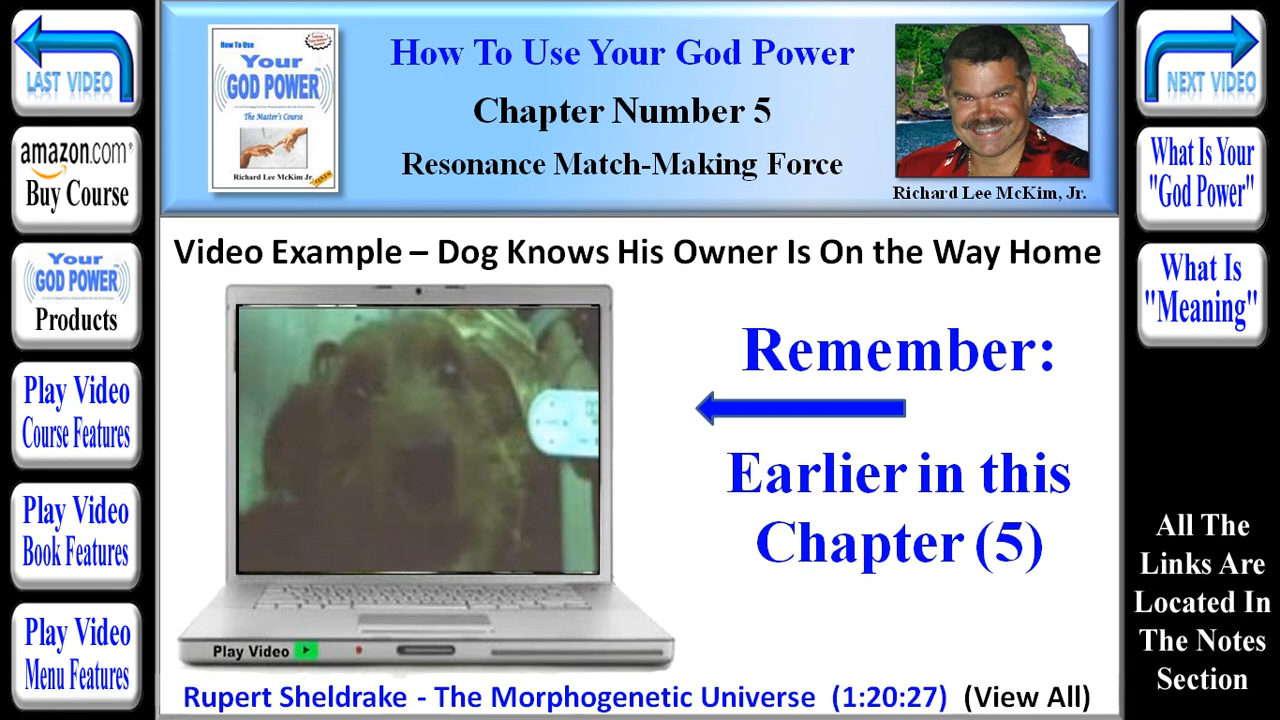 LAST VIDEO
amazon.com
Buy Course
Your
GOD POWER
Products
Play Video
Course Features
Play Video
Book Features
Play Video
Menu Features
How To Use
Your
GOD POWER
The Master's Course
Richard Lee McKim Jr.
How To Use Your God Power
Chapter Number 5
Resonance Match-Making Force
Richard Lee McKim, Jr.
Video Example – Dog Knows His Owner Is On the Way Home
Remember:
Earlier in this
Chapter (5)
Play Video
Rupert Sheldrake - The Morphogenetic Universe (1:20:27) (View All)
NEXT VIDEO
What Is Your
"God Power"
What Is
"Meaning"
All The
Links Are
Located In
The Notes
Section